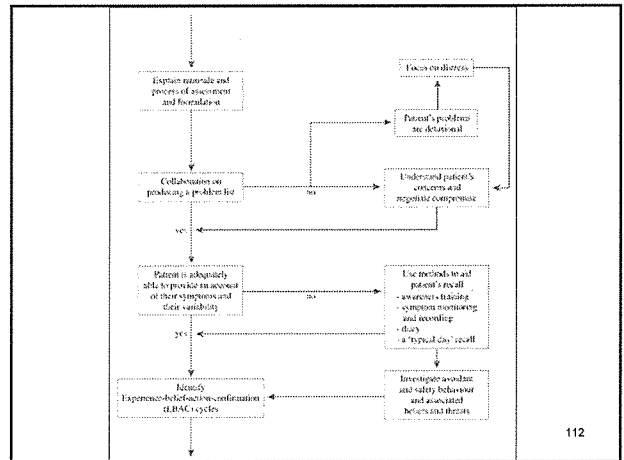 Explain rationale and
process of assessment
and formulation
Focus on distress
Patient's problems
are delusional
Collaboration on
producing a problem list
no
Understand patient's
concerns and
negotiate compromise
yes
Patient is adequately
able to provide an account
of their symptoms and
their variability
no
Use methods to aid
patient's recall
- awareness training
- symptom monitoring
and recording
- diary
- a 'typical day' recall
yes
Identify
Experience-belief-action-confirmation
(EBAC) cycles
Investigate avoidant
and safety behaviour
and associated
beliefs and threats
112